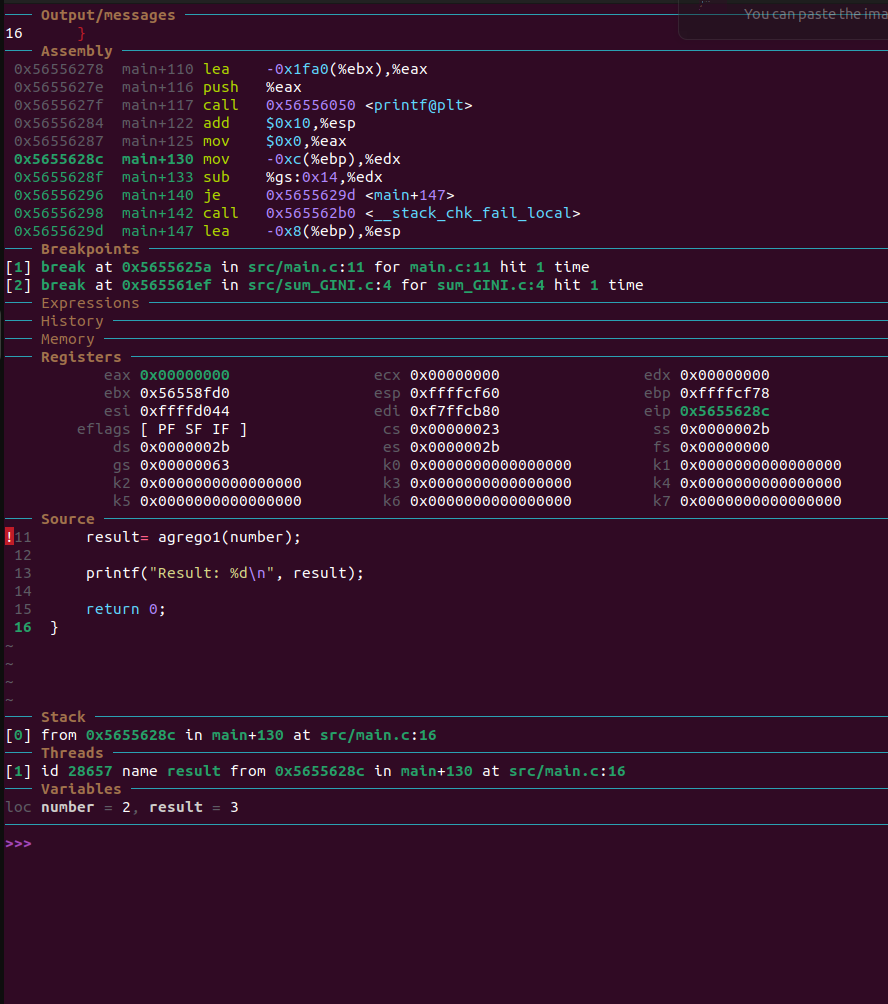 Output/messages
You can paste the ima
16 }
Assembly
0x56556278 main+110 lea -0x1fa0(%ebx),%eax
0x5655627e main+116 push %eax
0x5655627f main+117 call 0x56556050 <printf@plt>
0x56556284 main+122 add $0x10,%esp
0x56556287 main+125 mov $0x0,%eax
0x5655628c main+130 mov -0xc(%ebp),%edx
0x5655628f main+133 sub %gs:0x14,%edx
0x56556296 main+140 je 0x5655629d <main+147>
0x56556298 main+142 call 0x565562b0 <__stack_chk_fail_local>
0x5655629d main+147 lea -0x8(%ebp),%esp
Breakpoints
[1] break at 0x5655625a in src/main.c:11 for main.c:11 hit 1 time
[2] break at 0x565561ef in src/sum_GINI.c:4 for sum_GINI.c:4 hit 1 time
Expressions
History
Memory
Registers
eax 0x00000000 ecx 0x00000000 edx 0x00000000
ebx 0x56558fd0 esp 0xffffcf60 ebp 0xffffcf78
esi 0xffffd044 edi 0xf7ffcb80 eip 0x5655628c
eflags [ PF SF IF ] cs 0x00000023 ss 0x0000002b
ds 0x0000002b es 0x0000002b fs 0x00000000
gs 0x00000063 k0 0x0000000000000000 k1 0x0000000000000000
k2 0x0000000000000000 k3 0x0000000000000000 k4 0x0000000000000000
k5 0x0000000000000000 k6 0x0000000000000000 k7 0x0000000000000000
Source
!11 result= agrego1(number);
12
13 printf("Result: %d\n", result);
14
15 return 0;
16 }
~
~
~
~
Stack
[0] from 0x5655628c in main+130 at src/main.c:16
Threads
[1] id 28657 name result from 0x5655628c in main+130 at src/main.c:16
Variables
loc number = 2, result = 3
>>>